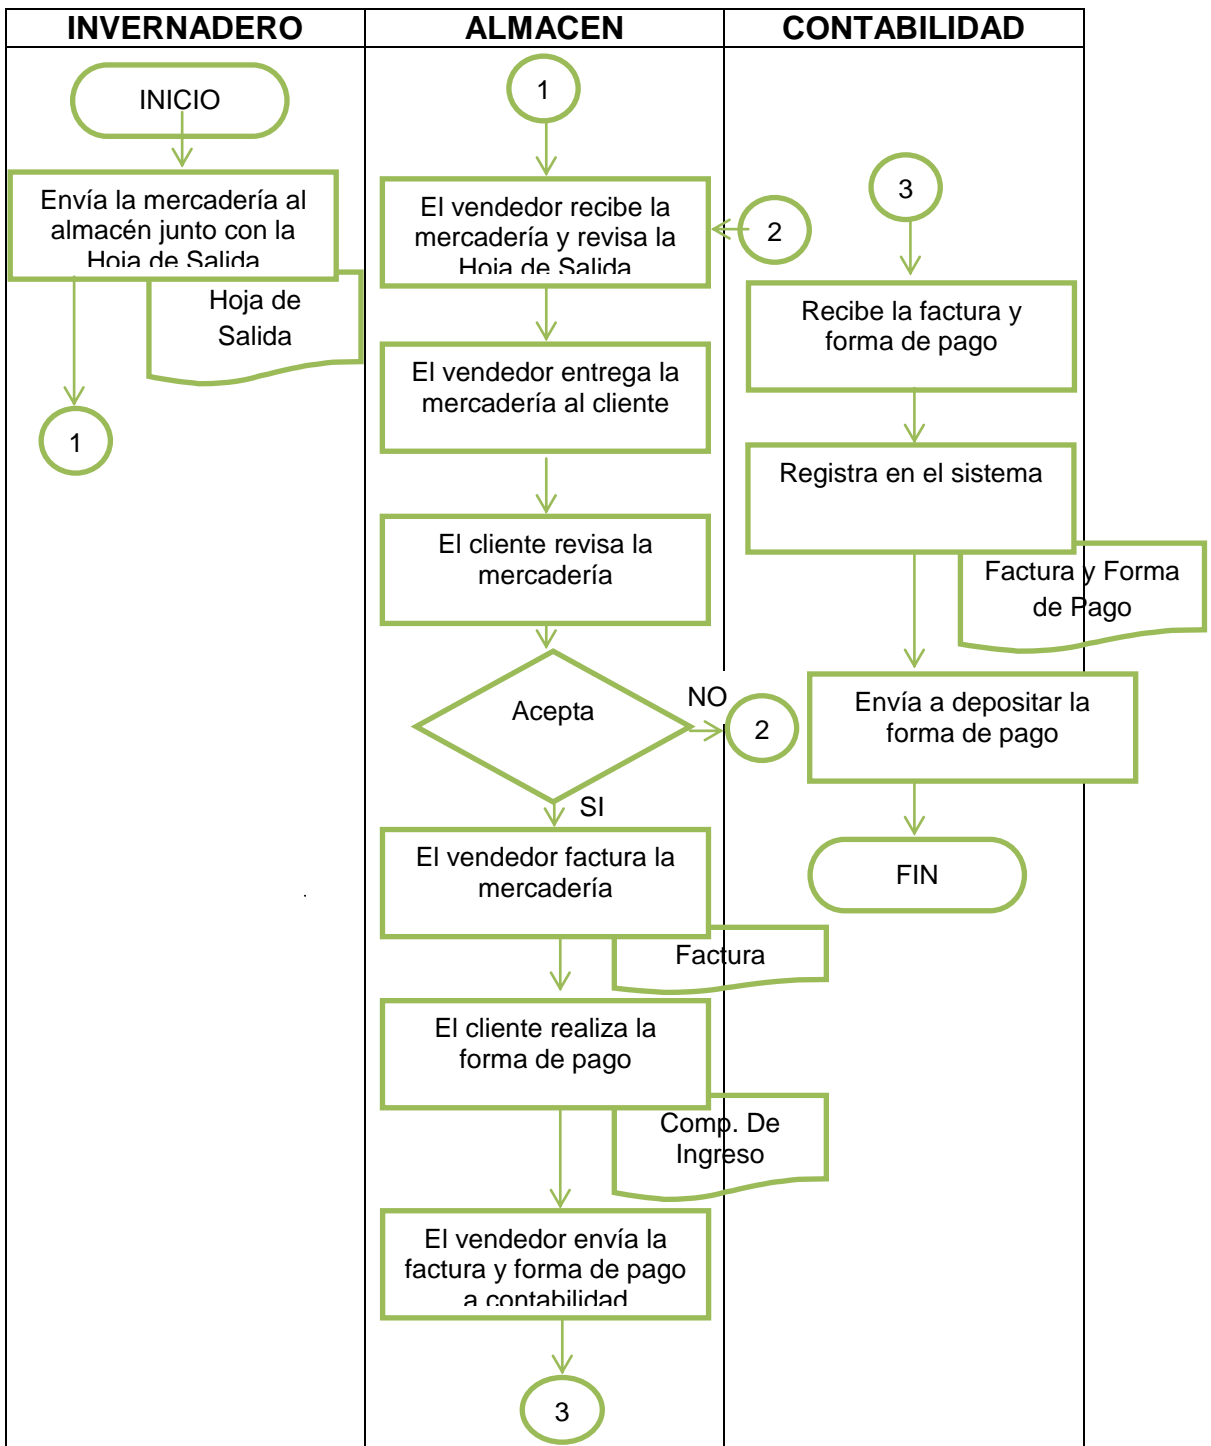 INVERNADERO
ALMACEN
CONTABILIDAD
INICIO
Envía la mercadería al
almacén junto con la
Hoja de Salida
Hoja de
Salida
1
1
El vendedor recibe la
mercadería y revisa la
Hoja de Salida
2
El vendedor entrega la
mercadería al cliente
El cliente revisa la
mercadería
Acepta
NO
2
SI
El vendedor factura la
mercadería
Factura
El cliente realiza la
forma de pago
Comp. De
Ingreso
El vendedor envía la
factura y forma de pago
a contabilidad
3
3
Recibe la factura y
forma de pago
Registra en el sistema
Factura y Forma
de Pago
Envía a depositar la
forma de pago
FIN